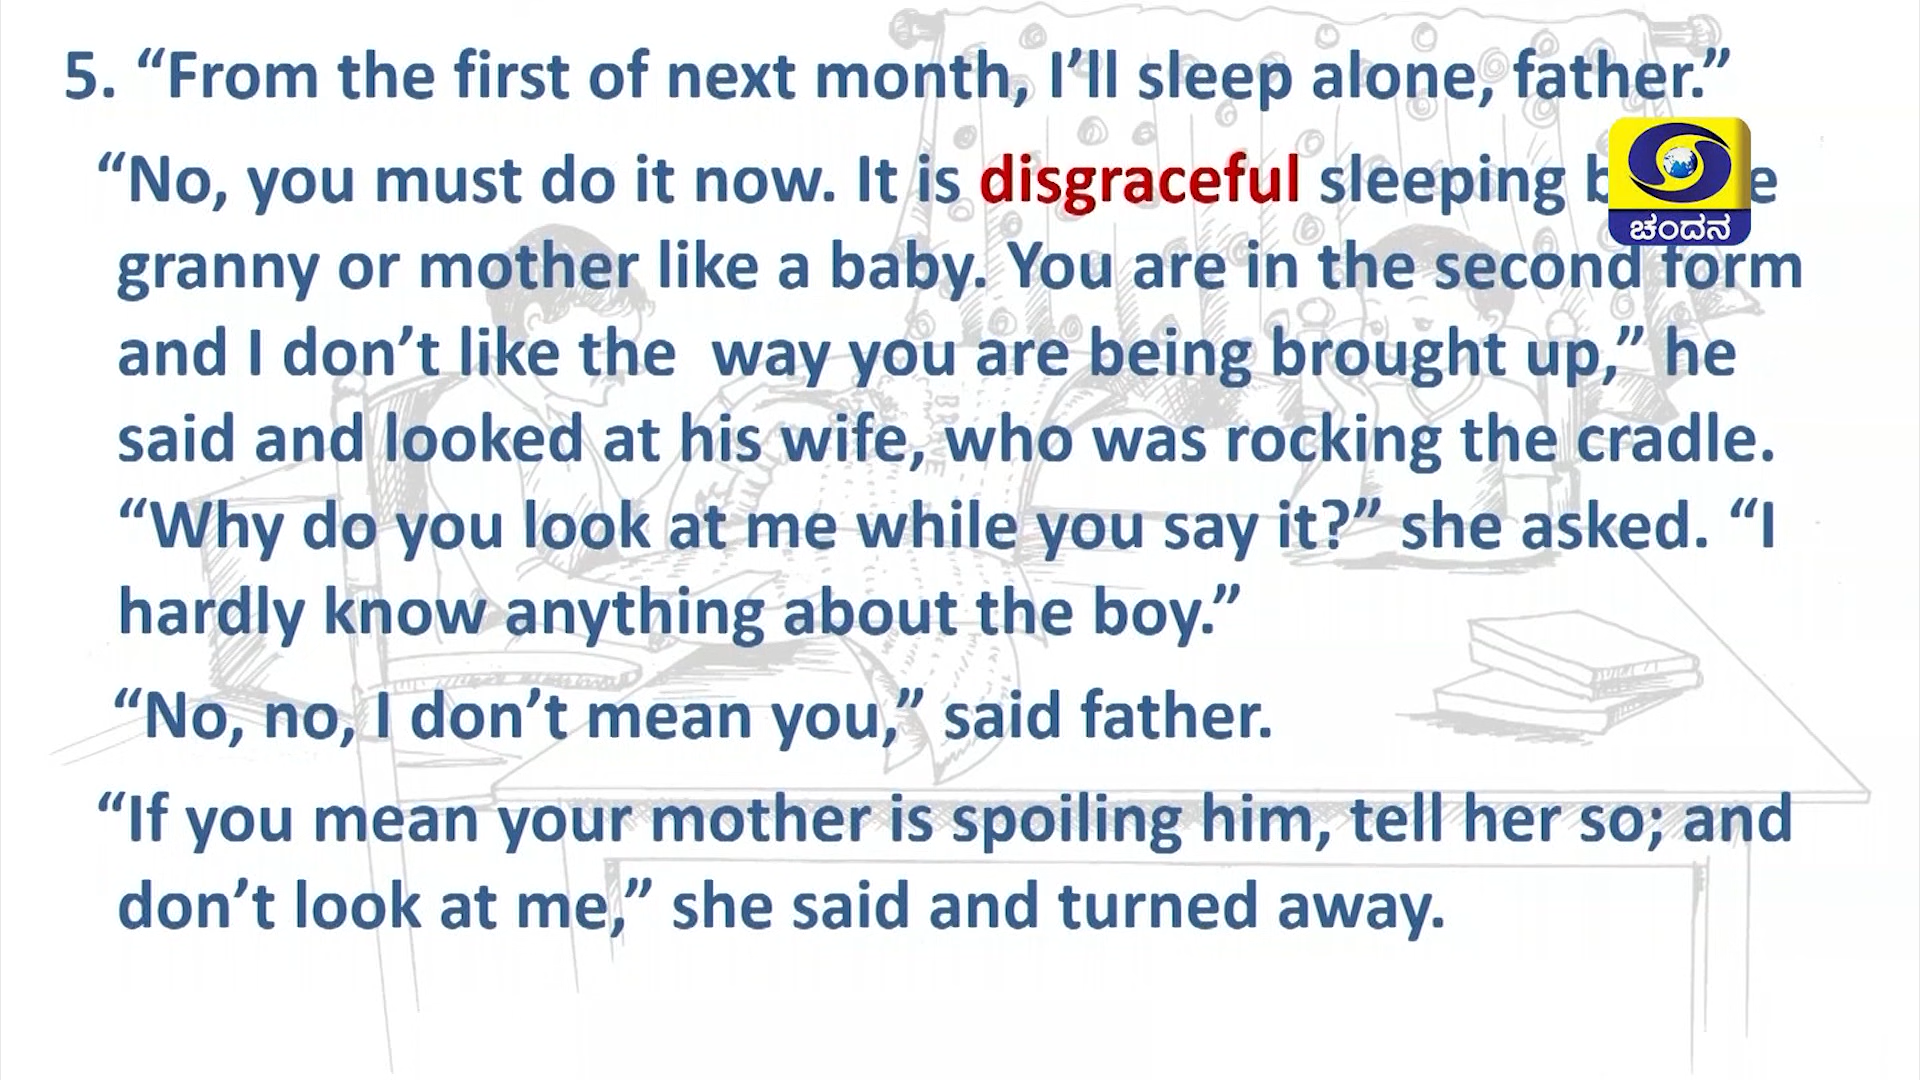 5. “From the first of next month, I’ll sleep alone, father.”
“No, you must do it now. It is disgraceful sleeping
granny or mother like a baby. You are in the second form
and I don’t like the way you are being brought up,” he
said and looked at his wife, who was rocking the cradle.
“Why do you look at me while you say it?” she asked. “I
hardly know anything about the boy.”
“No, no, I don’t mean you,” said father.
“If you mean your mother is spoiling him, tell her so; and
don’t look at me,” she said and turned away.
ಚಂದನ